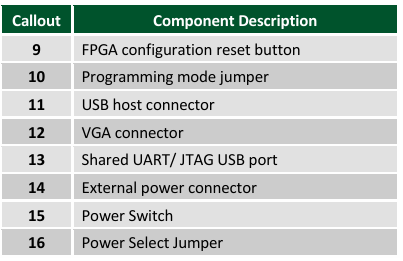 Callout Component Description
9 FPGA configuration reset button
10 Programming mode jumper
11 USB host connector
12 VGA connector
13 Shared UART/ JTAG USB port
14 External power connector
15 Power Switch
16 Power Select Jumper